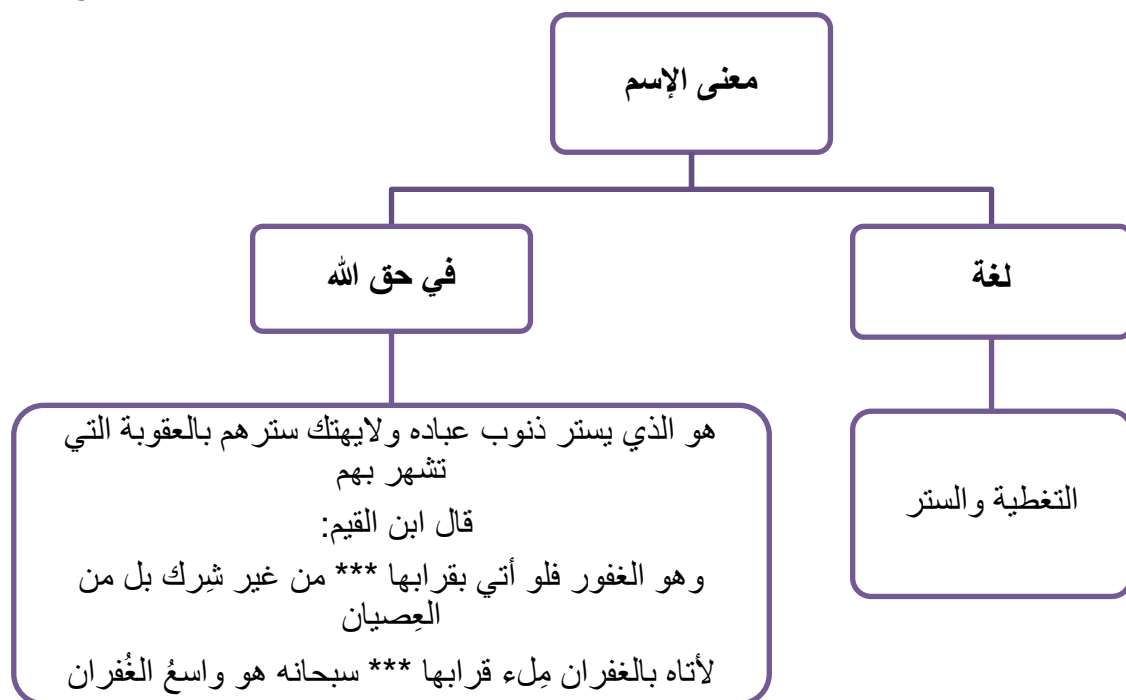 معنى الإسم
لغة
في حق الله
التغطية والستر
هو الذي يستر ذنوب عباده ولايهتك سترهم بالعقوبة التي
تشهر بهم
قال ابن القيم:
وهو الغفور فلو أتي بقرابها *** من غير شِرك بل من
العِصيان
لأتاه بالغفران مِلء قرابها *** سبحانه هو واسعُ الغُفران